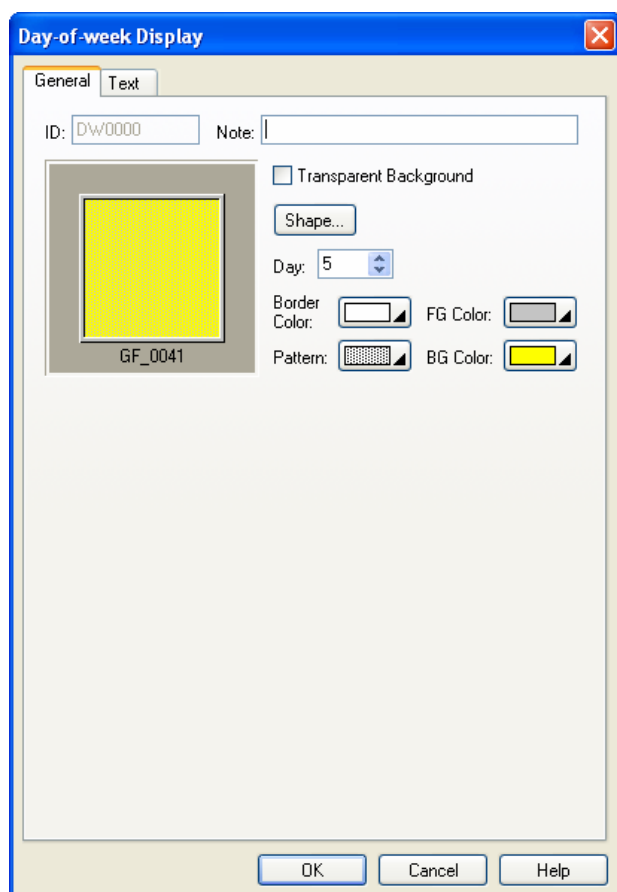 Day-of-week Display
General Text
ID: DW0000 Note:
Transparent Background
Shape...
Day: 5
Border Color: FG Color:
GF_0041
Pattern: BG Color:
OK Cancel Help